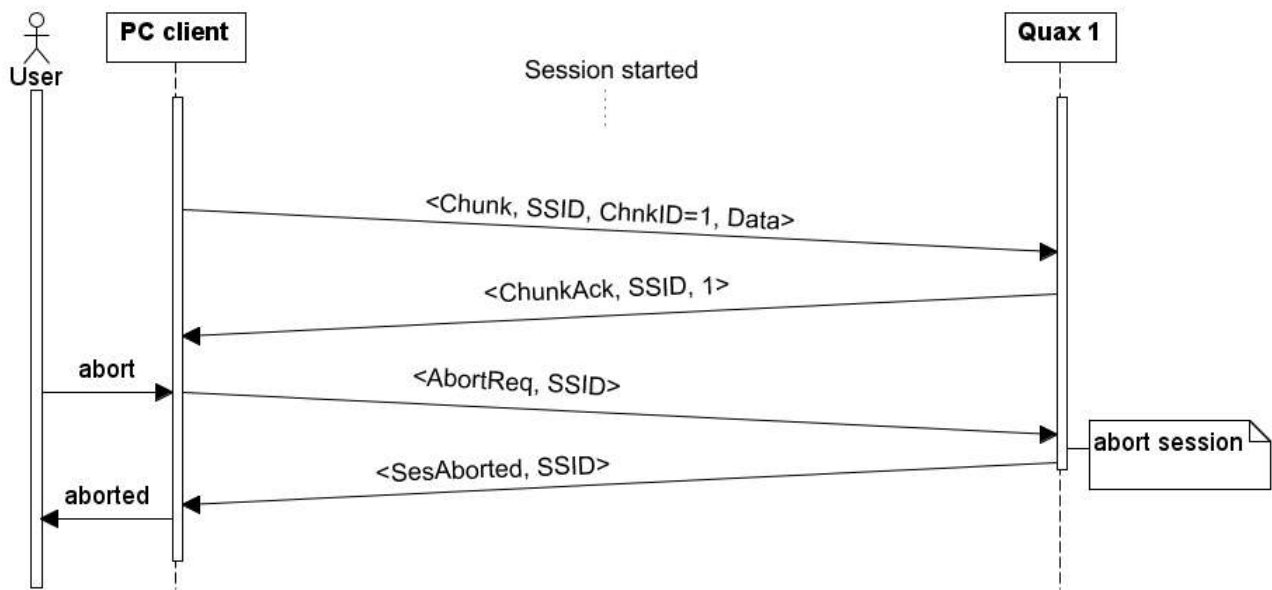 User
PC client
Session started
Quax 1
<Chunk, SSID, ChnkID=1, Data>
<ChunkAck, SSID, 1>
abort
<AbortReq, SSID>
abort session
<SesAborted, SSID>
aborted